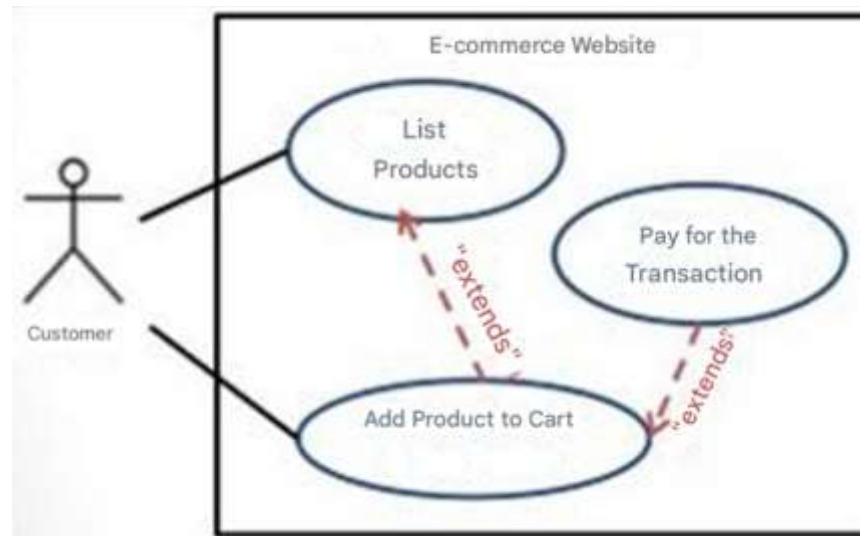 E-commerce Website
List
Products
Pay for the
Transaction
"extends"
"extends"
Customer
Add Product to Cart